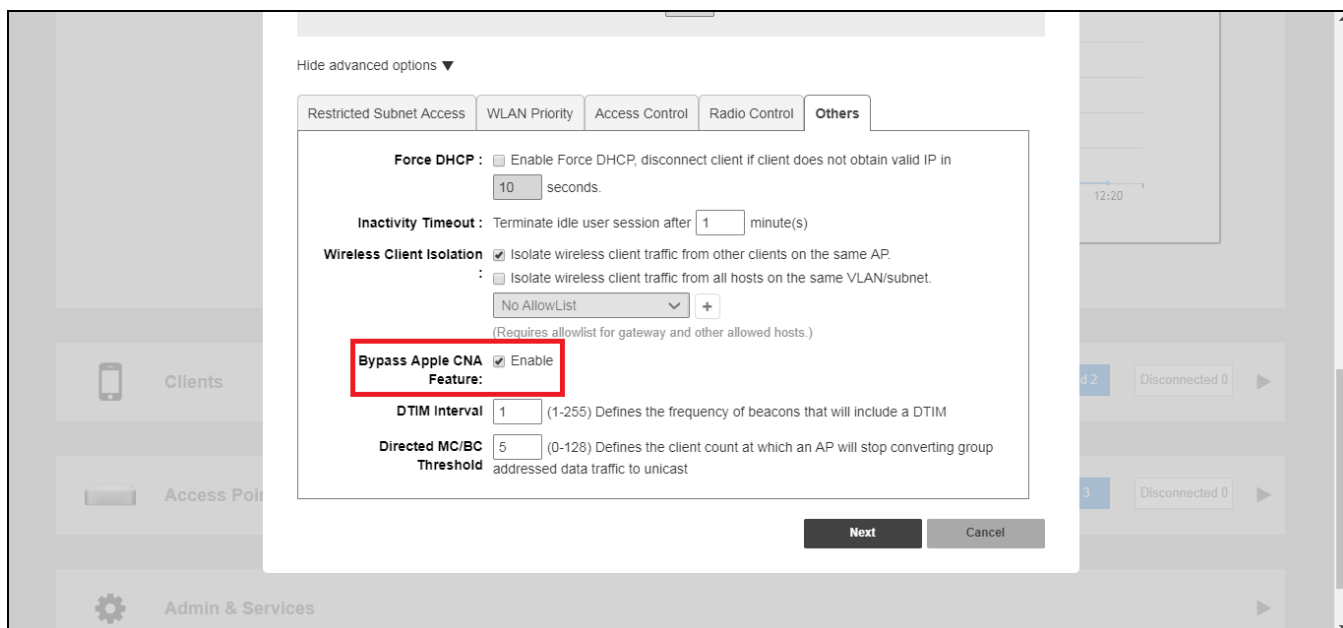 Hide advanced options ▼
Restricted Subnet Access WLAN Priority Access Control Radio Control Others
Force DHCP : Enable Force DHCP, disconnect client if client does not obtain valid IP in
10 seconds.
12:20
Inactivity Timeout : Terminate idle user session after 1 minute(s)
Wireless Client Isolation Isolate wireless client traffic from other clients on the same AP.
: Isolate wireless client traffic from all hosts on the same VLAN/subnet.
No AllowList +
(Requires allowlist for gateway and other allowed hosts.)
Bypass Apple CNA Enable
Feature:
Clients d 2 Disconnected 0
DTIM Interval 1 (1-255) Defines the frequency of beacons that will include a DTIM
Directed MC/BC 5 (0-128) Defines the client count at which an AP will stop converting group
Threshold addressed data traffic to unicast
Access Poi 3 Disconnected 0
Next Cancel
Admin & Services